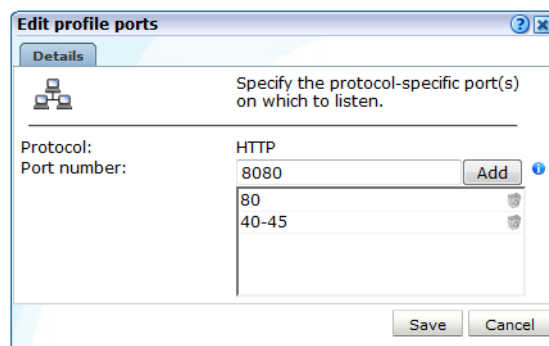 Edit profile ports
Details
Specify the protocol-specific port(s)
on which to listen.
Protocol: HTTP
Port number: 8080 Add
80
40-45
Save Cancel